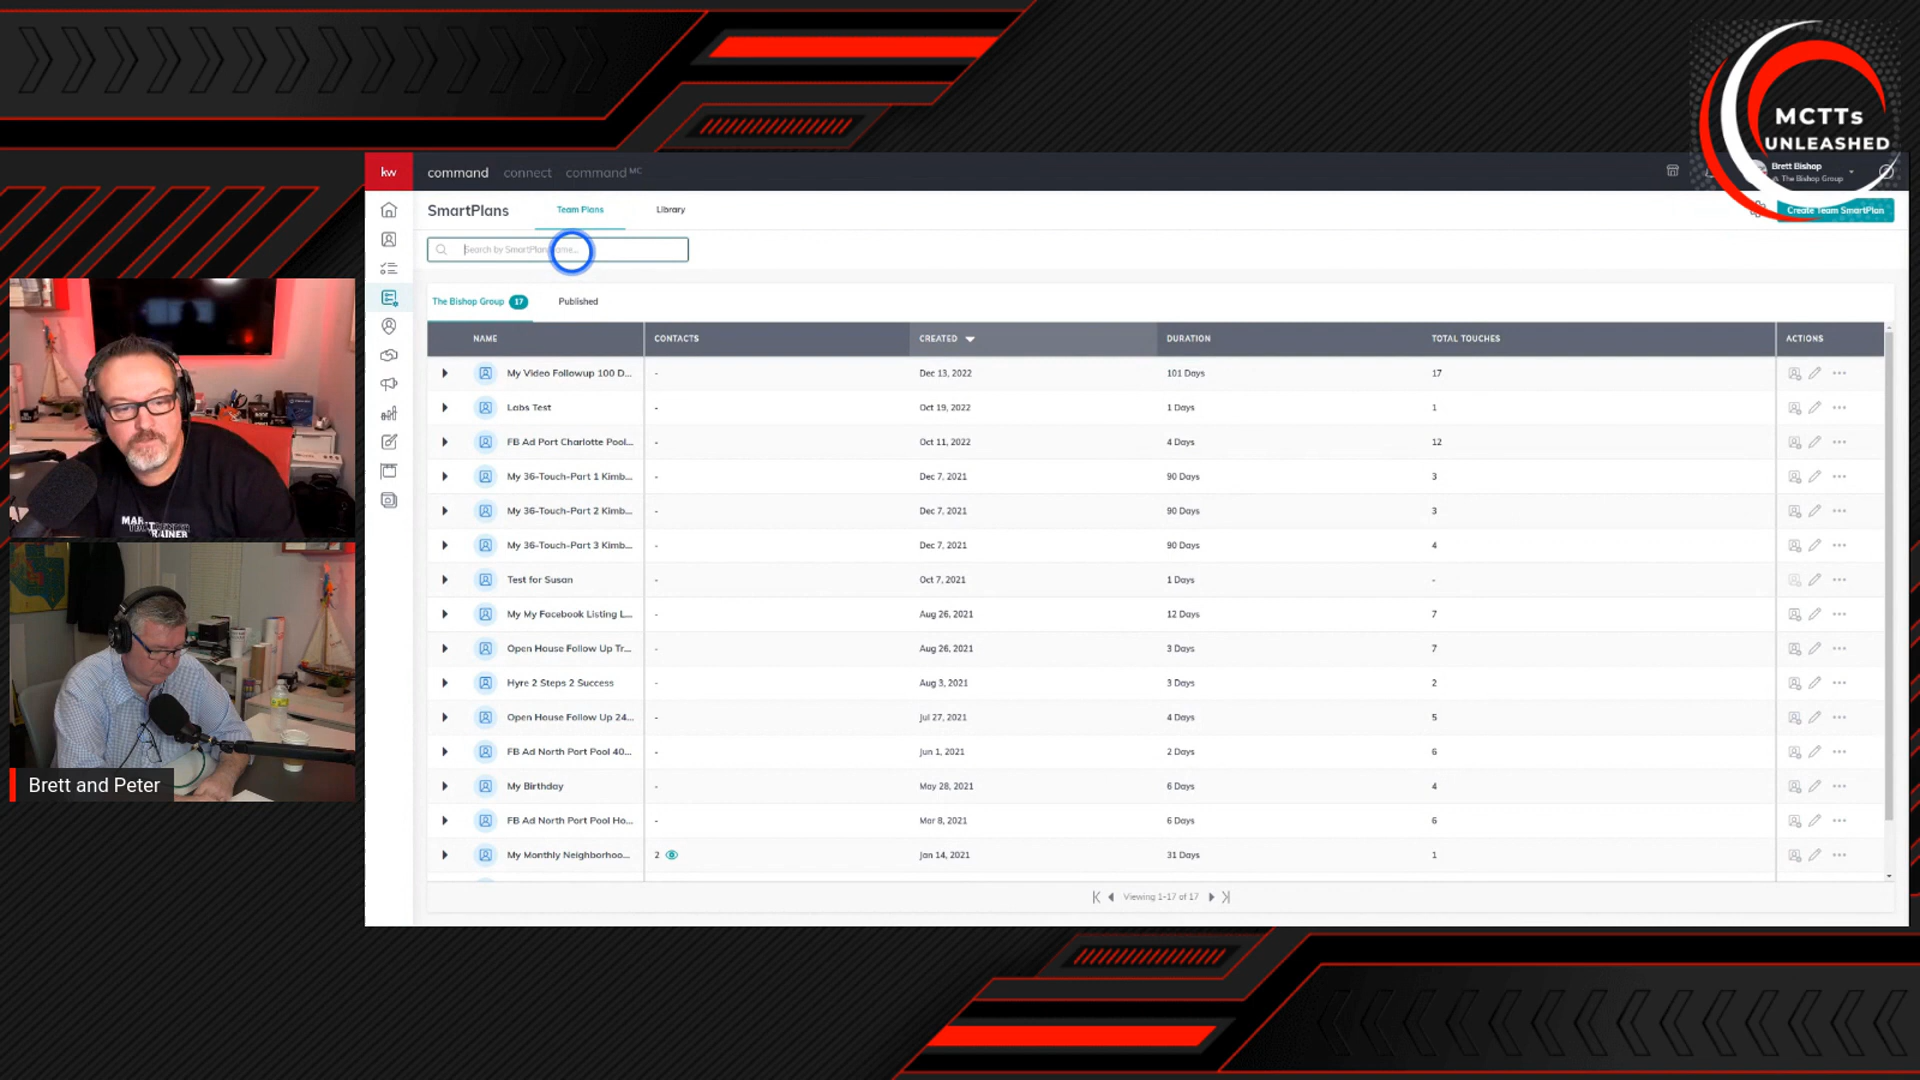 MCTTs
UNLEASHED
kw
command connect command MC
Brett Bishop
The Bishop Group
SmartPlans Team Plans Library
Create Team SmartPlan
Search by SmartPlan
The Bishop Group 17 Published
NAME CONTACTS CREATED DURATION TOTAL TOUCHES ACTIONS
My Video Followup 100 D... - Dec 13, 2022 101 Days 17
Labs Test - Oct 19, 2022 1 Days 1
FB Ad Port Charlotte Pool... - Oct 11, 2022 4 Days 12
My 36-Touch-Part 1 Kimb... - Dec 7, 2021 90 Days 3
My 36-Touch-Part 2 Kimb... - Dec 7, 2021 90 Days 3
My 36-Touch-Part 3 Kimb... - Dec 7, 2021 90 Days 4
Test for Susan - Oct 7, 2021 1 Days -
My My Facebook Listing L... - Aug 26, 2021 12 Days 7
Open House Follow Up Tr... - Aug 26, 2021 3 Days 7
Hyre 2 Steps 2 Success - Aug 3, 2021 3 Days 2
Open House Follow Up 24... - Jul 27, 2021 4 Days 5
FB Ad North Port Pool 40... - Jun 1, 2021 2 Days 6
My Birthday - May 28, 2021 6 Days 4
FB Ad North Port Pool Ho... - Mar 8, 2021 6 Days 6
My Monthly Neighborhoo... 2 Jan 14, 2021 31 Days 1
Viewing 1-17 of 17
Brett and Peter